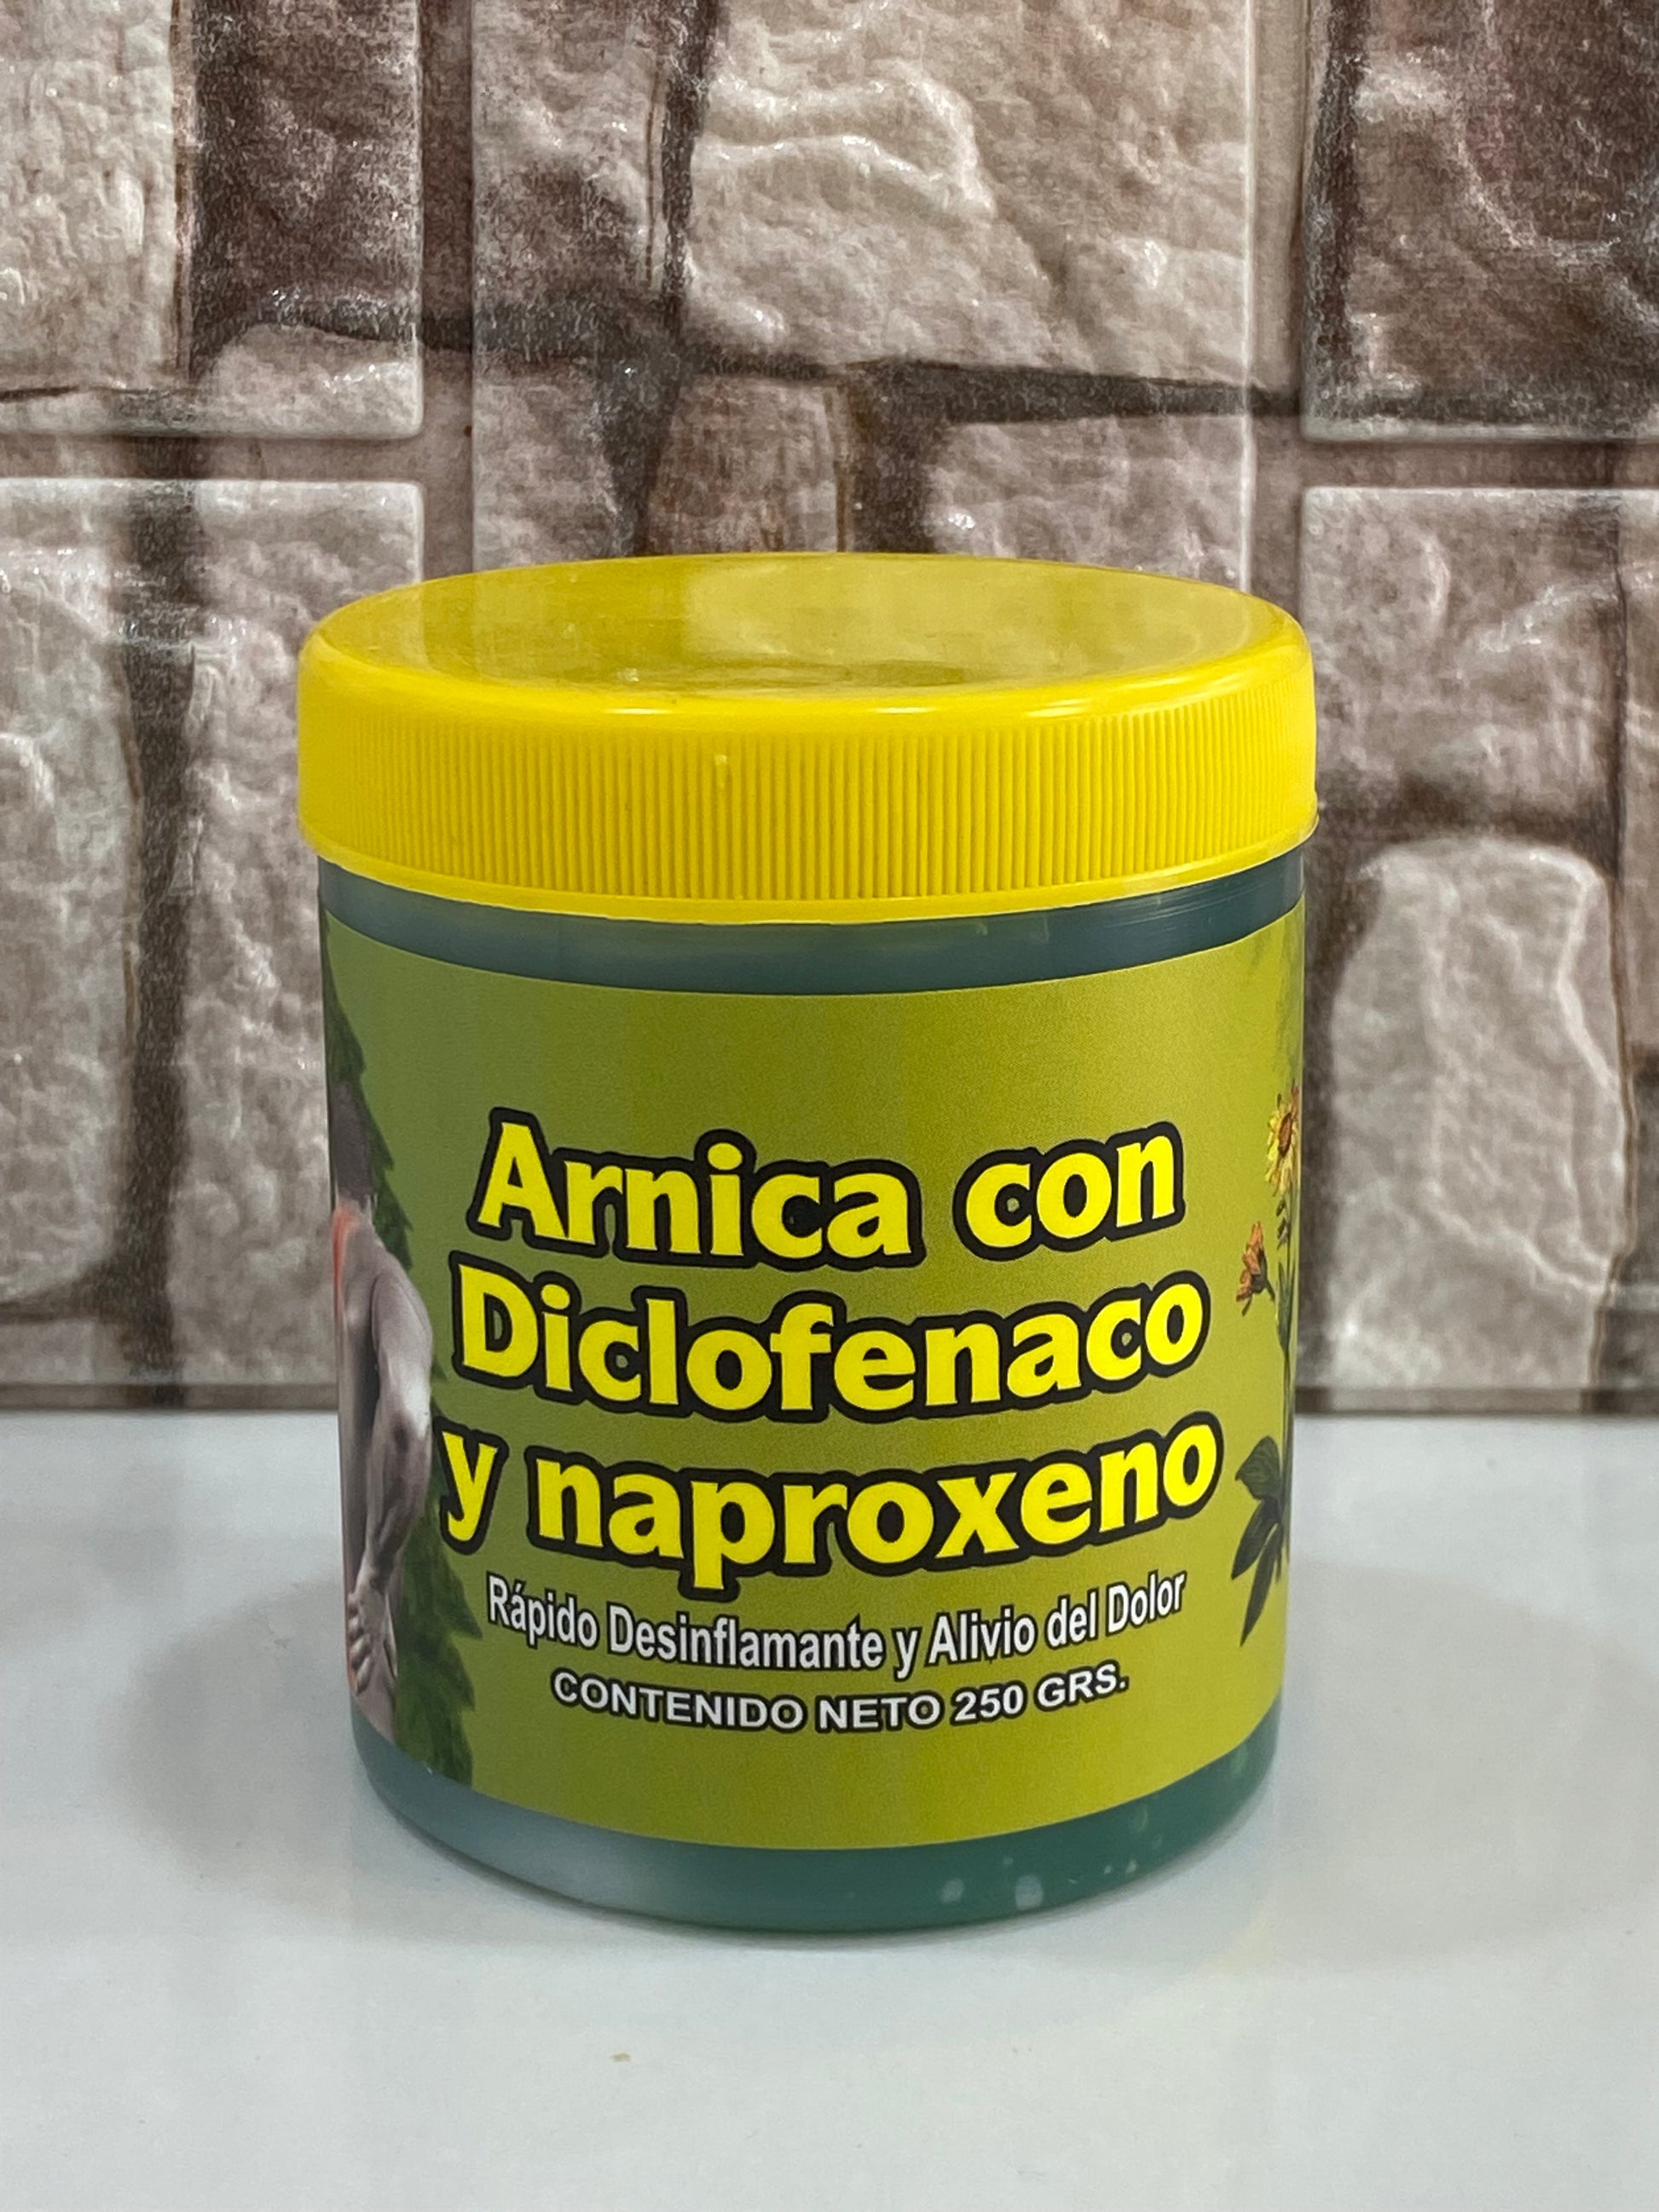 Arnica con
Diclofenaco
y naproxeno
Rápido Desinflamante y Alivio del Dolor
CONTENIDO NETO 250 GRS.